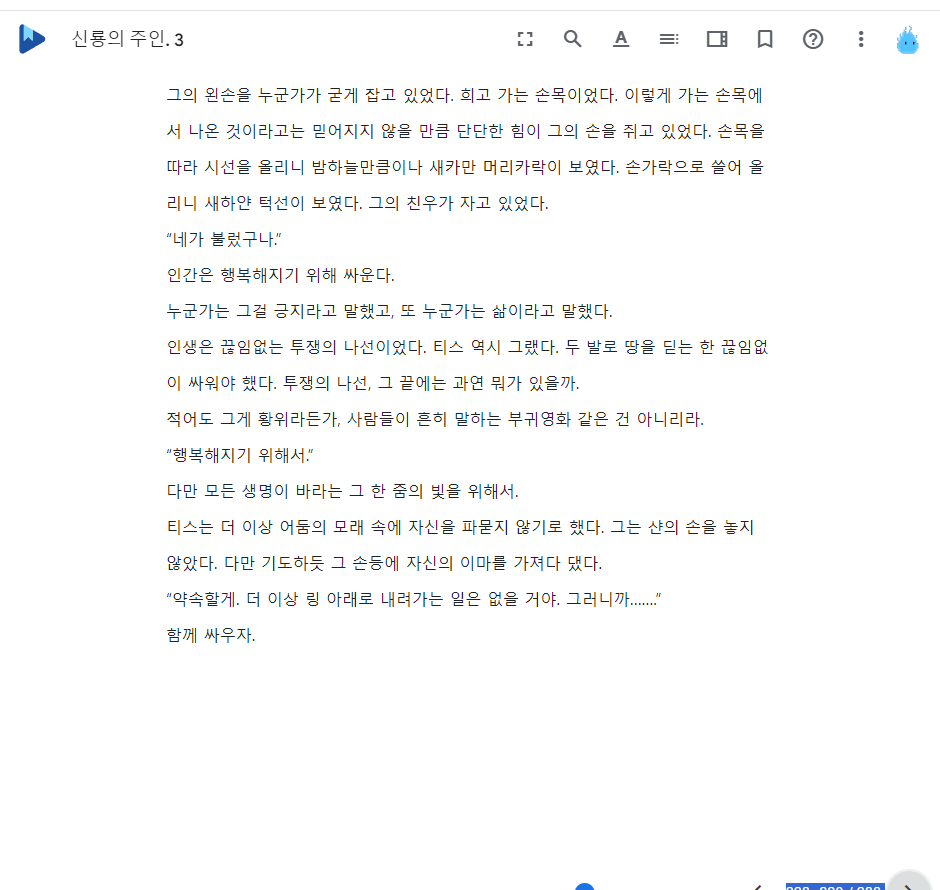 신룡의 주인. 3
그의 왼손을 누군가가 굳게 잡고 있었다. 희고 가는 손목이었다. 이렇게 가는 손목에
서 나온 것이라고는 믿어지지 않을 만큼 단단한 힘이 그의 손을 쥐고 있었다. 손목을
따라 시선을 올리니 밤하늘만큼이나 새카만 머리카락이 보였다. 손가락으로 쓸어 올
리니 새하얀 턱선이 보였다. 그의 친우가 자고 있었다.
“네가 불렀구나.”
인간은 행복해지기 위해 싸운다.
누군가는 그걸 긍지라고 말했고, 또 누군가는 삶이라고 말했다.
인생은 끊임없는 투쟁의 나선이었다. 티스 역시 그랬다. 두 발로 땅을 딛는 한 끊임없
이 싸워야 했다. 투쟁의 나선, 그 끝에는 과연 뭐가 있을까.
적어도 그게 황위라든가, 사람들이 흔히 말하는 부귀영화 같은 건 아니리라.
“행복해지기 위해서.”
다만 모든 생명이 바라는 그 한 줌의 빛을 위해서.
티스는 더 이상 어둠의 모래 속에 자신을 파묻지 않기로 했다. 그는 샨의 손을 놓지
않았다. 다만 기도하듯 그 손등에 자신의 이마를 가져다 댔다.
“약속할게. 더 이상 링 아래로 내려가는 일은 없을 거야. 그러니까…….”
함께 싸우자.